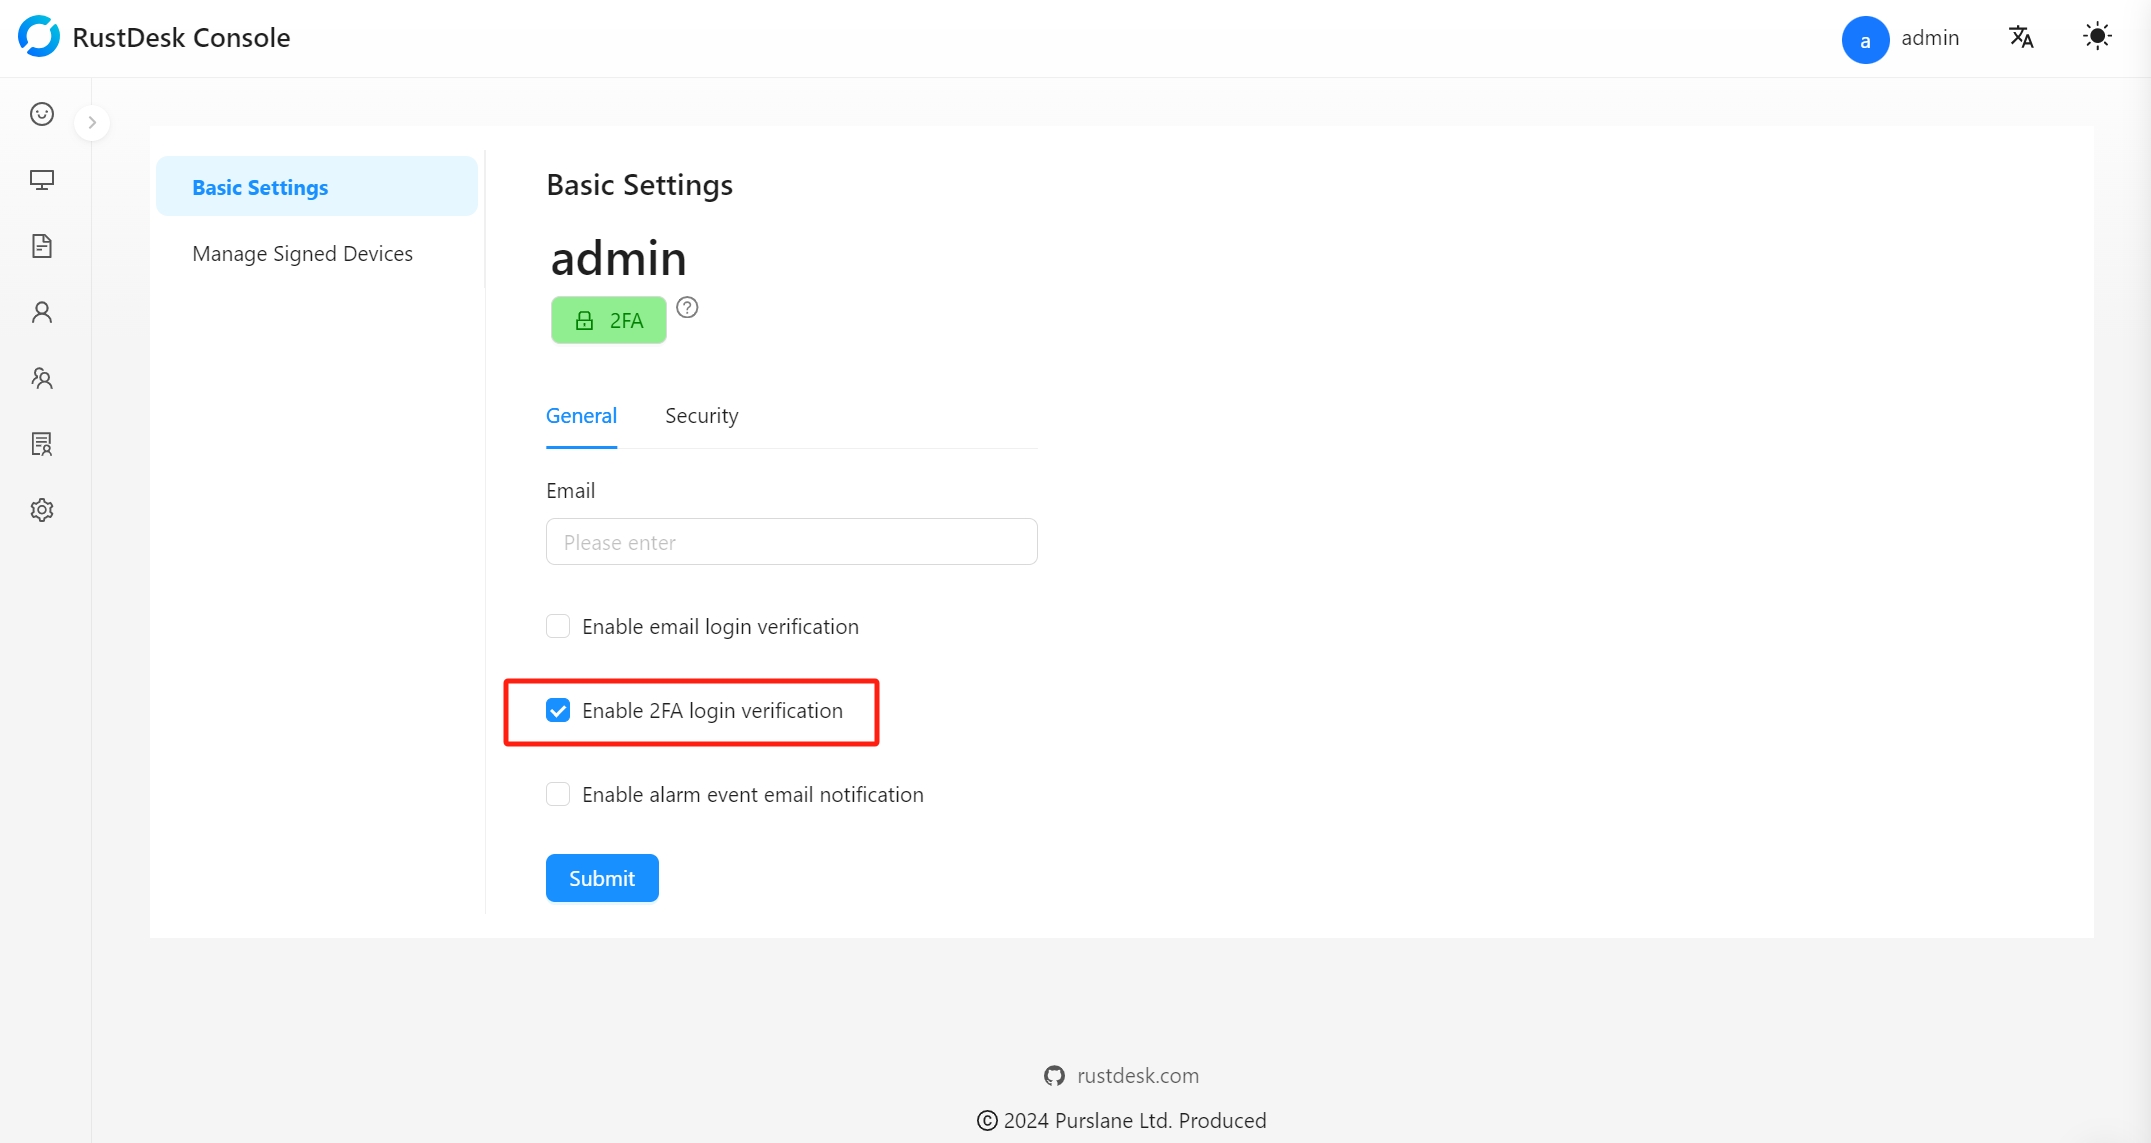 RustDesk Console
a
admin
Basic Settings
Manage Signed Devices
Basic Settings
admin
2FA
General
Security
Email
Please enter
Enable email login verification
Enable 2FA login verification
Enable alarm event email notification
Submit
rustdesk.com
© 2024 Purslane Ltd. Produced